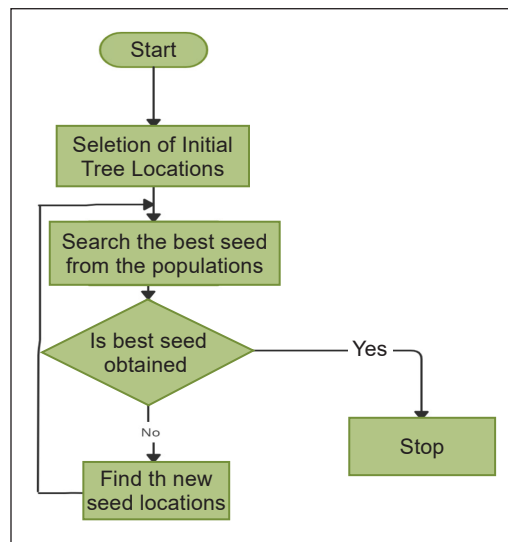 Start
Seletion of Initial
Tree Locations
Search the best seed
from the populations
Is best seed
obtained
Yes
No
Stop
Find th new
seed locations